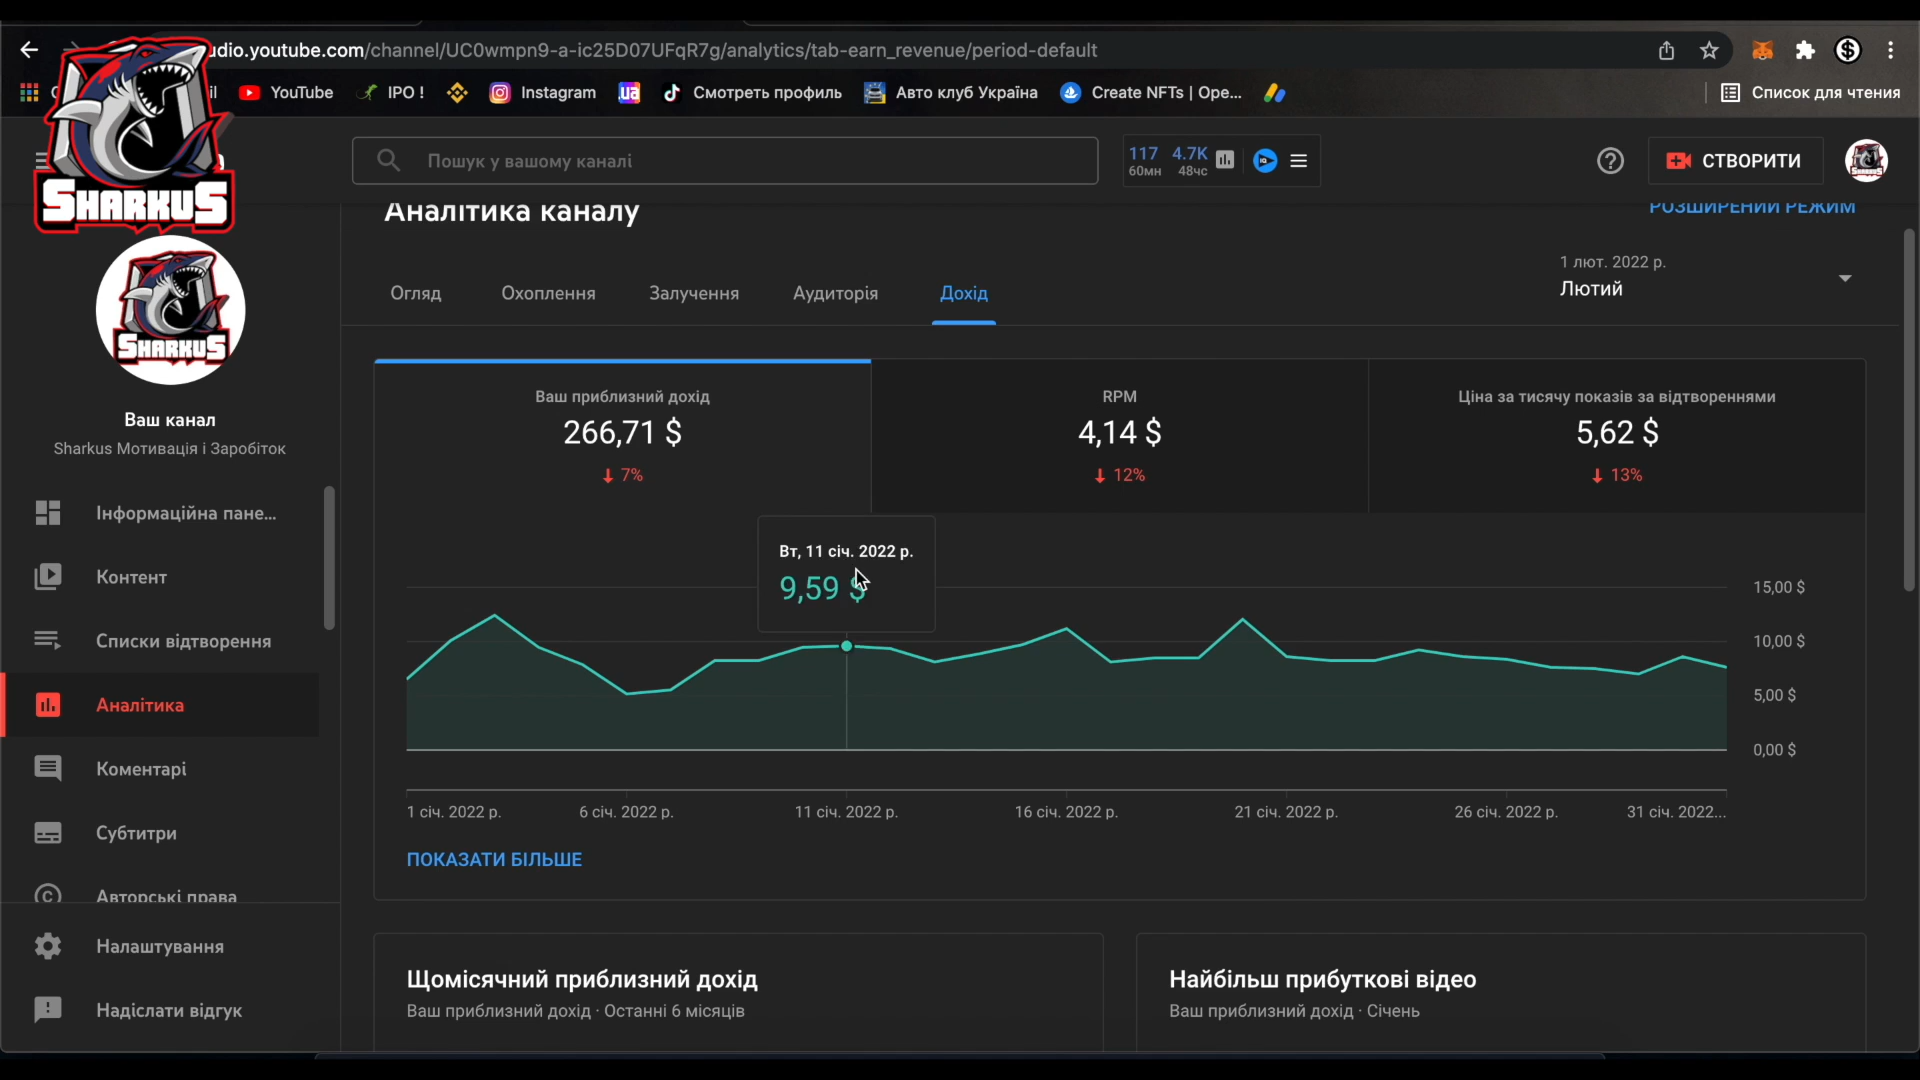 udio.youtube.com/channel/UC0wmpn9-a-ic25D07UFqR7g/analytics/tab-earn_revenue/period-default
YouTube
IPO !
Instagram
ua
Смотреть профиль
Авто клуб Україна
Create NFTs | Ope...
Список для чтения
Пошук у вашому каналі
117 4.7K
60мн 48чс
СТВОРИТИ
SHARKUS
Аналітика каналу
РОЗШИРЕНИЙ РЕЖИМ
1 лют. 2022 р.
Лютий
Огляд
Охоплення
Залучення
Аудиторія
Дохід
SHARKUS
Ваш канал
Sharkus Мотивація і Заробіток
Інформаційна пане...
Контент
Списки відтворення
Аналітика
Коментарі
Субтитри
Авторські права
Налаштування
Надіслати відгук
Ваш приблизний дохід
266,71 $
7%
RPM
4,14 $
12%
Ціна за тисячу показів за відтвореннями
5,62 $
13%
Вт, 11 січ. 2022 р.
9,59 $
15,00 $
10,00 $
5,00 $
0,00 $
1 січ. 2022 р.
6 січ. 2022 р.
11 січ. 2022 р.
16 січ. 2022 р.
21 січ. 2022 р.
26 січ. 2022 р.
31 січ. 2022...
ПОКАЗАТИ БІЛЬШЕ
Щомісячний приблизний дохід
Ваш приблизний дохід · Останні 6 місяців
Найбільш прибуткові відео
Ваш приблизний дохід · Січень